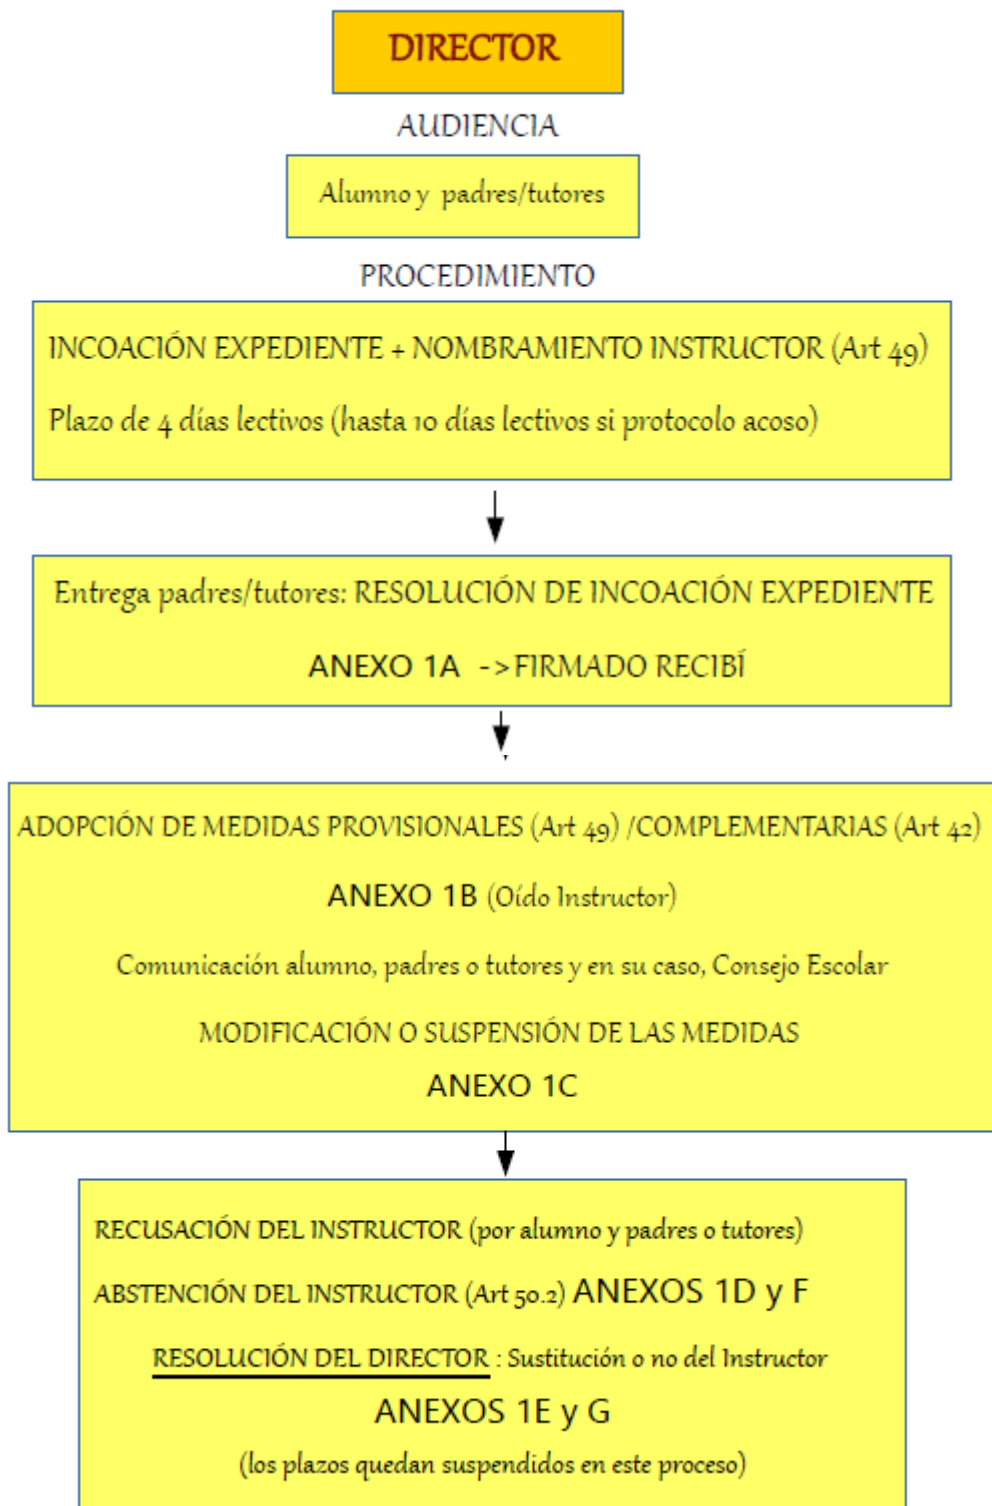 DIRECTOR
AUDIENCIA
Alumno y padres/tutores
PROCEDIMIENTO
INCOACIÓN EXPEDIENTE + NOMBRAMIENTO INSTRUCTOR (Art 49)
Plazo de 4 días lectivos (hasta 10 días lectivos si protocolo acoso)
Entrega padres/tutores: RESOLUCIÓN DE INCOACIÓN EXPEDIENTE
ANEXO 1A ->FIRMADO RECIBÍ
ADOPCIÓN DE MEDIDAS PROVISIONALES (Art 49) /COMPLEMENTARIAS (Art 42)
ANEXO 1B (Oído Instructor)
Comunicación alumno, padres o tutores y en su caso, Consejo Escolar
MODIFICACIÓN O SUSPENSIÓN DE LAS MEDIDAS
ANEXO 1C
RECUSACIÓN DEL INSTRUCTOR (por alumno y padres o tutores)
ABSTENCIÓN DEL INSTRUCTOR (Art 50.2) ANEXOS 1D y F
RESOLUCIÓN DEL DIRECTOR : Sustitución o no del Instructor
ANEXOS 1E y G
(los plazos quedan suspendidos en este proceso)